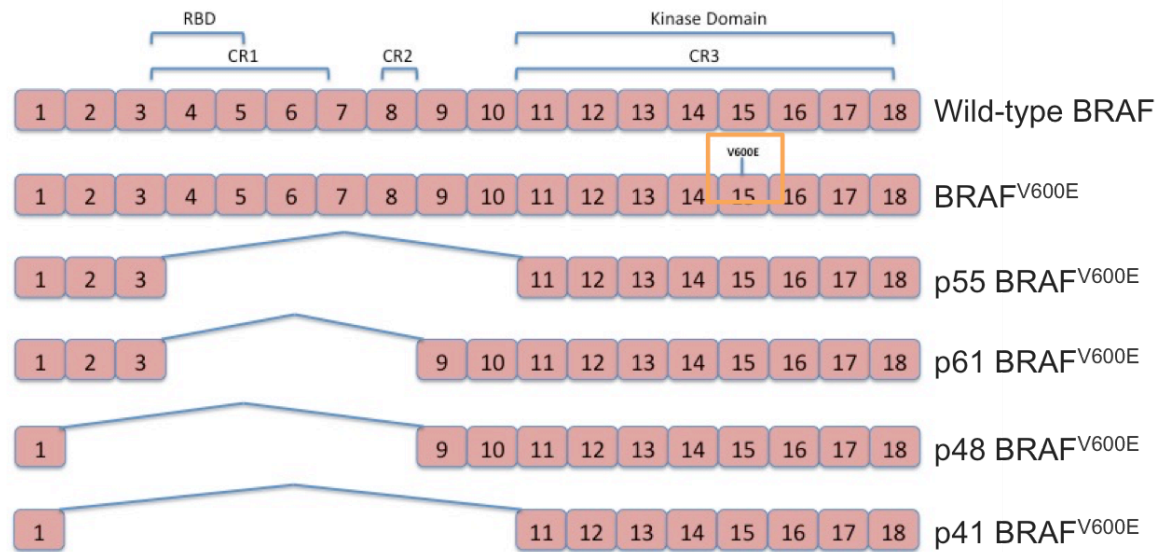 RBD Kinase Domain
CR1 CR2 CR3
1 2 3 4 5 6 7 8 9 10 11 12 13 14 15 16 17 18 Wild-type BRAF
V600E
1 2 3 4 5 6 7 8 9 10 11 12 13 14 15 16 17 18 BRAFV600E
1 2 3 11 12 13 14 15 16 17 18 p55 BRAFV600E
1 2 3 9 10 11 12 13 14 15 16 17 18 p61 BRAFV600E
1 9 10 11 12 13 14 15 16 17 18 p48 BRAFV600E
1 11 12 13 14 15 16 17 18 p41 BRAFV600E